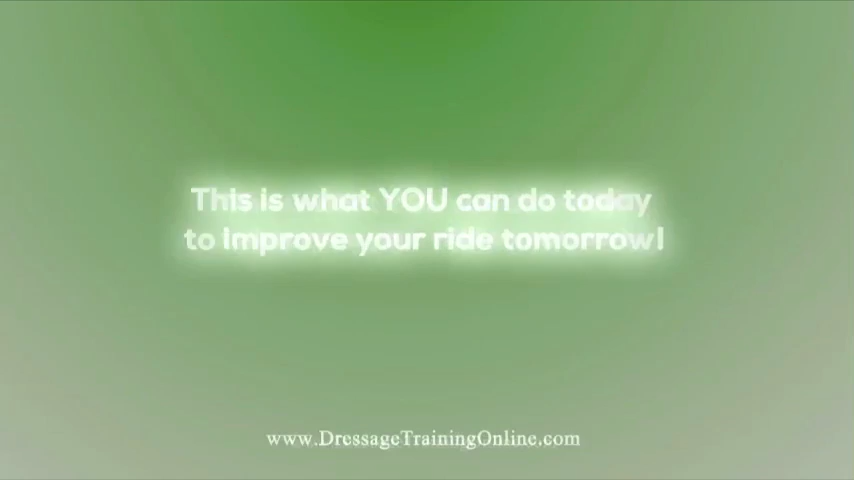 This is what YOU can do today
to improve your ride tomorrow!
www.DressageTrainingOnline.com